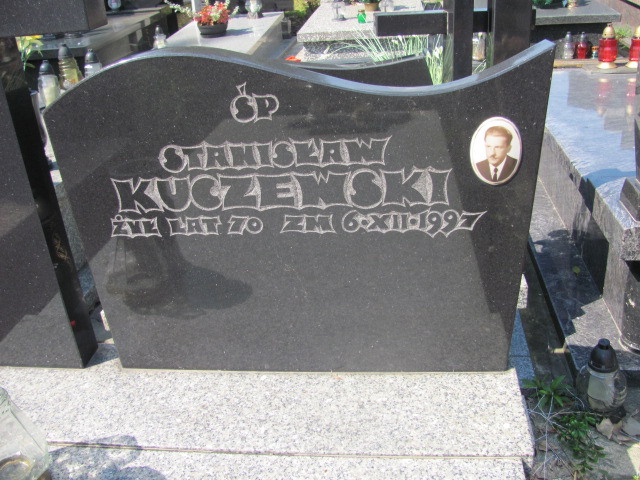 ŚP
STANISŁAW
KUCZEWSKI
ŻYŁ LAT 70 ZM 6·XII·1997